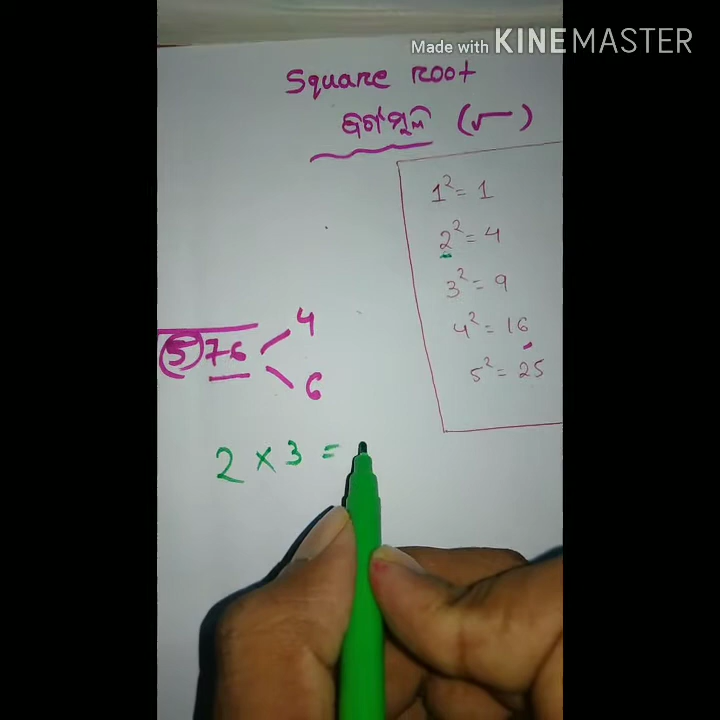 Made with KINEMASTER
Square root
ବର୍ଗମୂଳ (√)
1² = 1
2² = 4
3² = 9
4² = 16
5² = 25
576
4
6
2 × 3 =